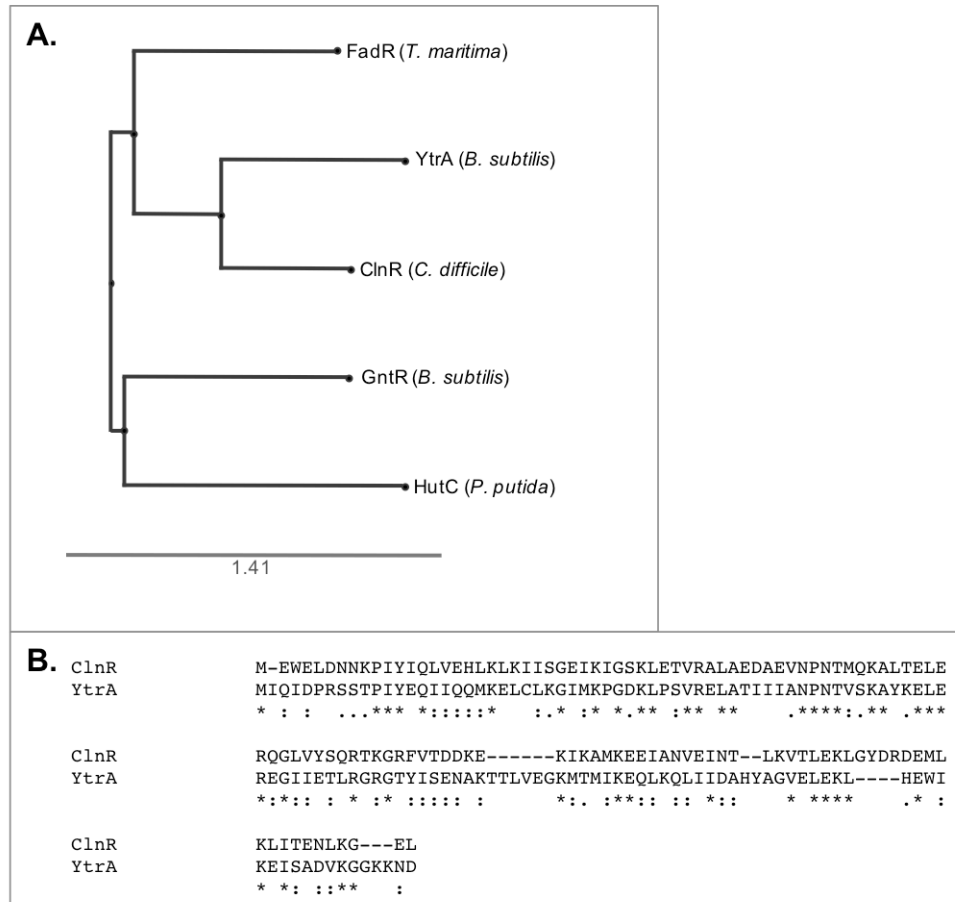 A.
FadR (T. maritima)
YtrA (B. subtilis)
ClnR (C. difficile)
GntR (B. subtilis)
HutC (P. putida)
1.41
B.
ClnR M-EWELDNNKPIYIQLVEHLKLKIISGEIKIGSKLETVRALAEDAEVNPNTMQKALTELE
YtrA MIQIDPRSSTPIYEQIIQQMKELCLKGIMKPGDKLPSVRELATIIIANPNTVSKAYKELE
* : : ...*** *:::::* :.* :* *.** :** ** .****:.** .***
ClnR RQGLVYSQRTKGRFVTDDKE------KIKAMKEEIANVEINT--LKVTLEKLGYDRDEML
YtrA REGIIETLRGRGTYISENAKTTLVEGKMTMIKEQLKQLIIDAHYAGVELEKL----HEWI
*:*:: : * :* ::::: : *:. :**:: :: *:: * **** .* :
ClnR KLITENLKG---EL
YtrA KEISADVKGGKKND
* *: ::** :